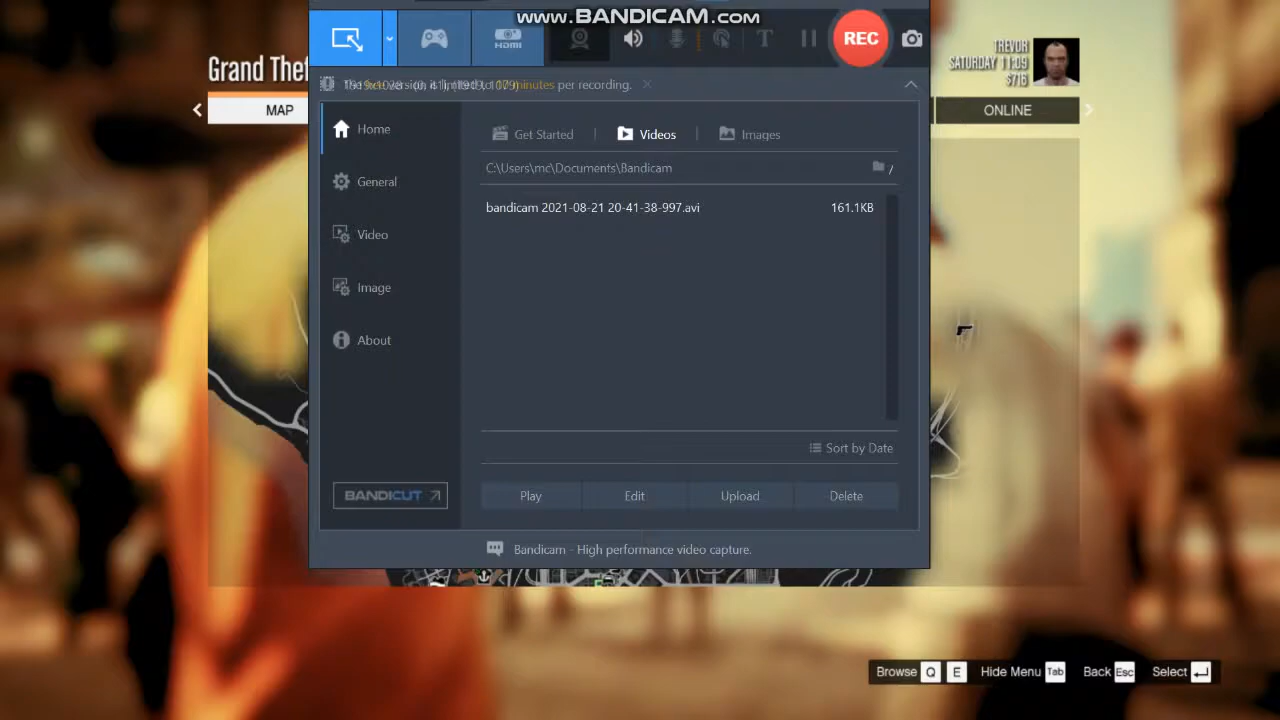 www.BANDICAM.com
HDMI
T
REC
TREVOR
SATURDAY 11:09
$716
Grand Thef
minutes per recording.
MAP
ONLINE
Home
General
Video
Image
About
Get Started
Videos
Images
C:\Users\mc\Documents\Bandicam
/
bandicam 2021-08-21 20-41-38-997.avi 161.1KB
Sort by Date
BANDICUT
Play
Edit
Upload
Delete
Bandicam - High performance video capture.
Browse Q E Hide Menu Tab Back Esc Select